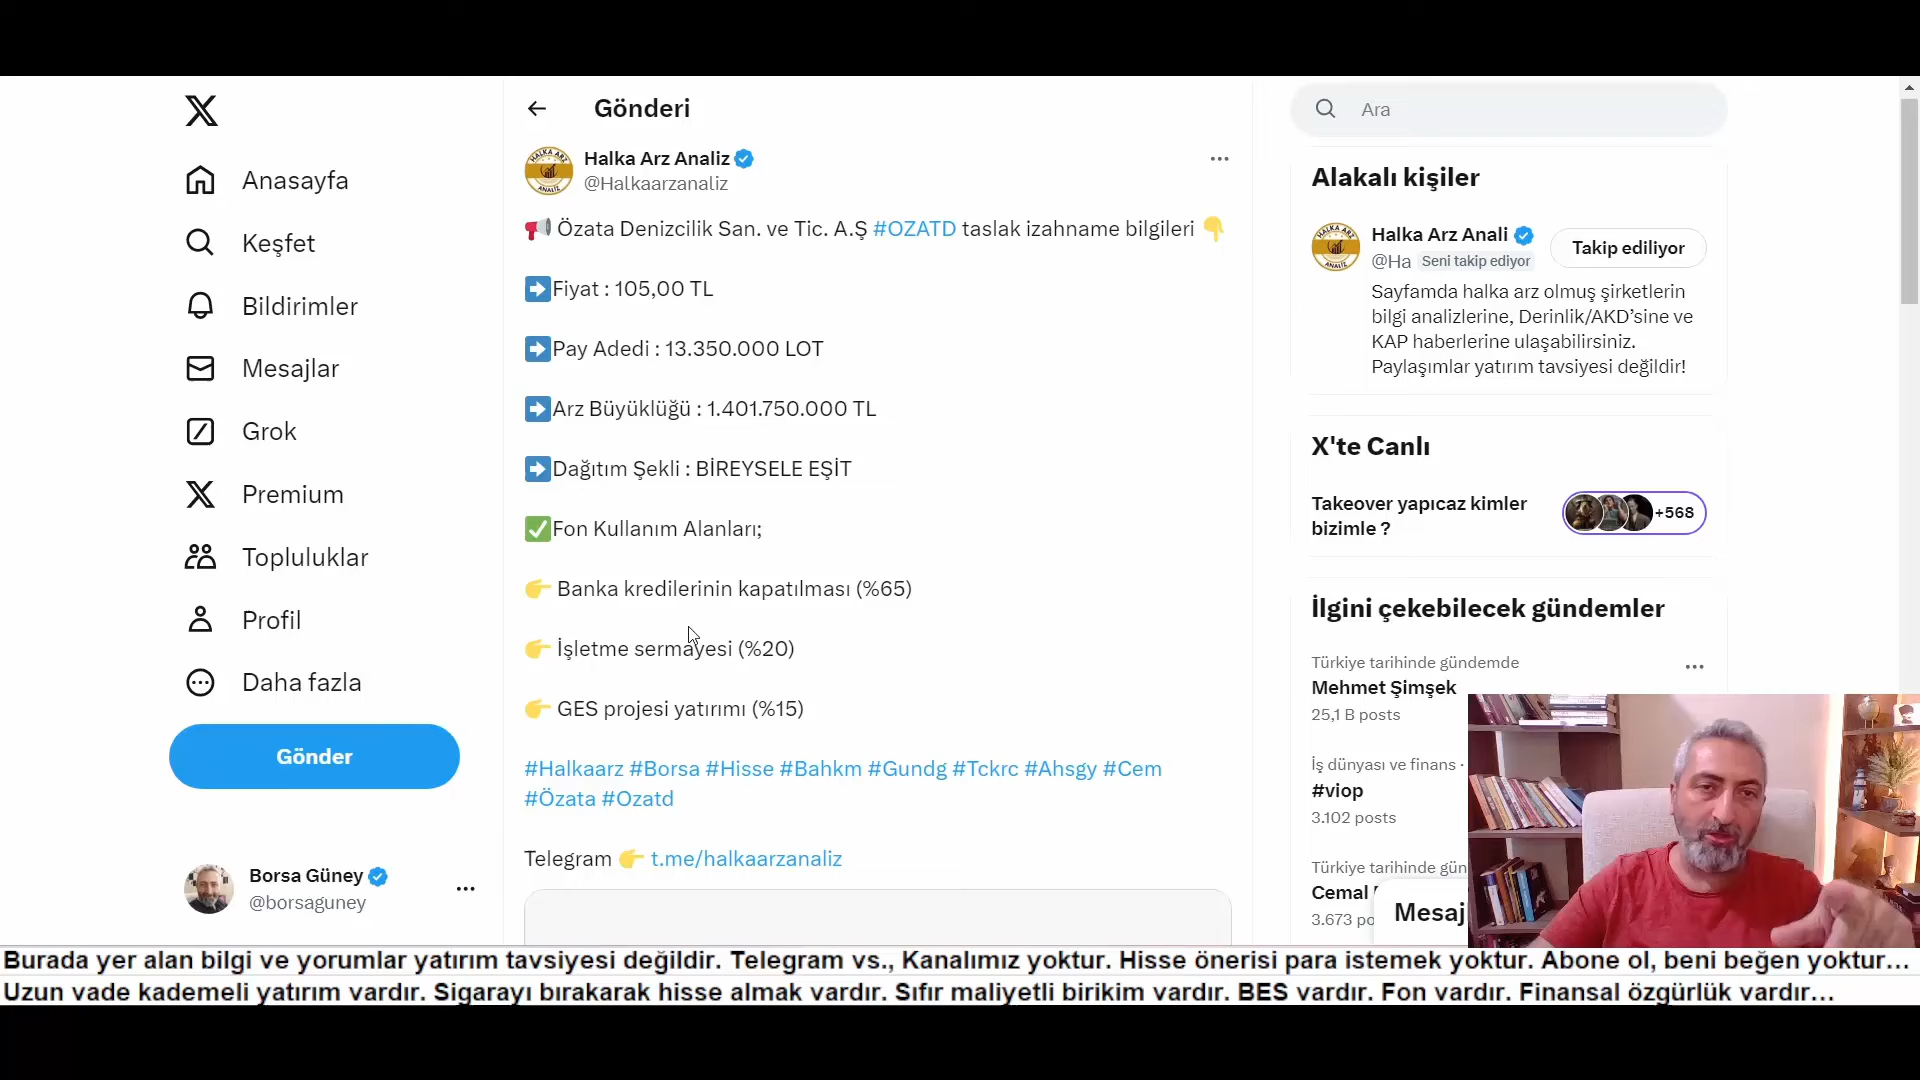 Anasayfa
Keşfet
Bildirimler
Mesajlar
Grok
Premium
Topluluklar
Profil
Daha fazla
Gönder
Borsa Güney
@borsaguney
Gönderi
Halka Arz Analiz
@Halkaarzanaliz
Özata Denizcilik San. ve Tic. A.Ş #OZATD taslak izahname bilgileri
Fiyat : 105,00 TL
Pay Adedi : 13.350.000 LOT
Arz Büyüklüğü : 1.401.750.000 TL
Dağıtım Şekli : BİREYSELE EŞİT
Fon Kullanım Alanları;
Banka kredilerinin kapatılması (%65)
İşletme sermayesi (%20)
GES projesi yatırımı (%15)
#Halkaarz #Borsa #Hisse #Bahkm #Gundg #Tckrc #Ahsgy #Cem
#Özata #Ozatd
Telegram t.me/halkaarzanaliz
Ara
Alakalı kişiler
HALKA ARZ
ANALİZ
Halka Arz Anali
@Ha Seni takip ediyor
Takip ediliyor
Sayfamda halka arz olmuş şirketlerin
bilgi analizlerine, Derinlik/AKD’sine ve
KAP haberlerine ulaşabilirsiniz.
Paylaşımlar yatırım tavsiyesi değildir!
X'te Canlı
Takeover yapıcaz kimler
bizimle ?
+568
İlgini çekebilecek gündemler
Türkiye tarihinde gündemde
Mehmet Şimşek
25,1 B posts
İş dünyası ve finans ·
#viop
3.102 posts
Türkiye tarihinde gün
Cemal
3.673 po
Mesaj
Burada yer alan bilgi ve yorumlar yatırım tavsiyesi değildir. Telegram vs., Kanalımız yoktur. Hisse önerisi para istemek yoktur. Abone ol, beni beğen yoktur...
Uzun vade kademeli yatırım vardır. Sigarayı bırakarak hisse almak vardır. Sıfır maliyetli birikim vardır. BES vardır. Fon vardır. Finansal özgürlük vardır...